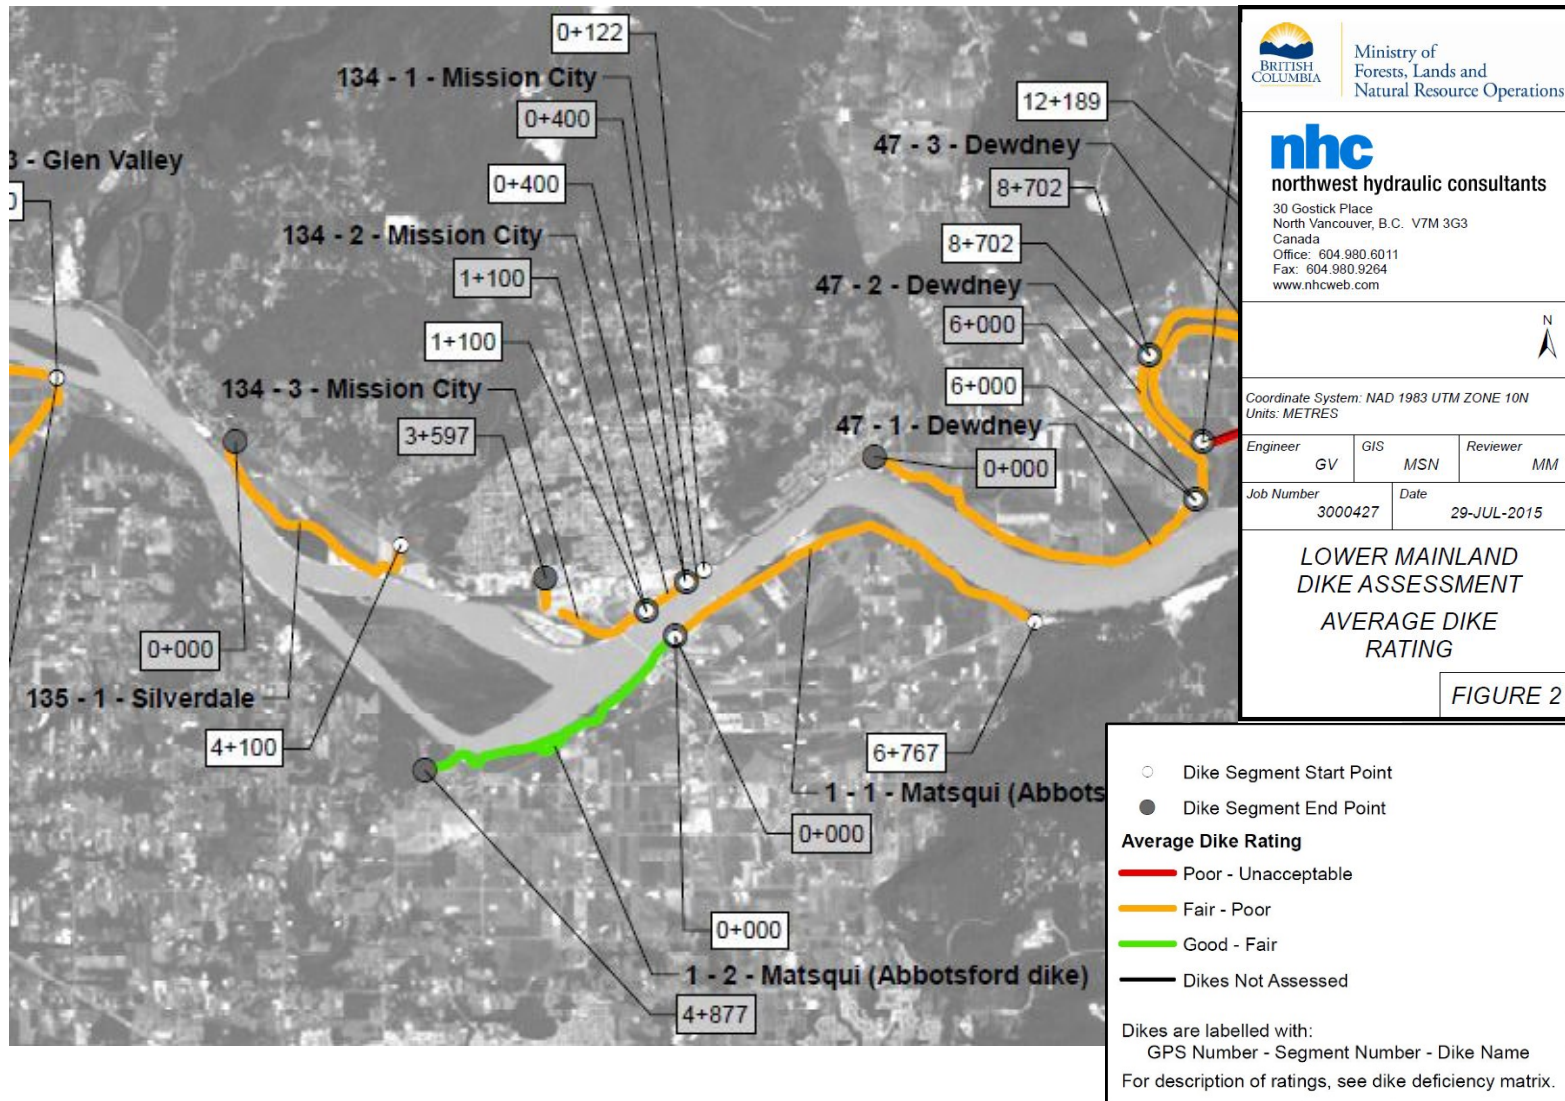 0+122
134 - 1 - Mission City
0+400
0+400
134 - 2 - Mission City
1+100
1+100
134 - 3 - Mission City
3+597
3 - Glen Valley
0
12+189
47 - 3 - Dewdney
8+702
8+702
47 - 2 - Dewdney
6+000
6+000
47 - 1 - Dewdney
0+000
0+000
135 - 1 - Silverdale
4+100
6+767
1 - 1 - Matsqui (Abbots
0+000
0+000
1 - 2 - Matsqui (Abbotsford dike)
4+877
BRITISH
COLUMBIA
Ministry of
Forests, Lands and
Natural Resource Operations
nhc
northwest hydraulic consultants
30 Gostick Place
North Vancouver, B.C. V7M 3G3
Canada
Office: 604.980.6011
Fax: 604.980.9264
www.nhcweb.com
N
Coordinate System: NAD 1983 UTM ZONE 10N
Units: METRES
Engineer
GV
GIS
MSN
Reviewer
MM
Job Number
3000427
Date
29-JUL-2015
LOWER MAINLAND
DIKE ASSESSMENT
AVERAGE DIKE
RATING
FIGURE 2
Dike Segment Start Point
Dike Segment End Point
Average Dike Rating
Poor - Unacceptable
Fair - Poor
Good - Fair
Dikes Not Assessed
Dikes are labelled with:
GPS Number - Segment Number - Dike Name
For description of ratings, see dike deficiency matrix.